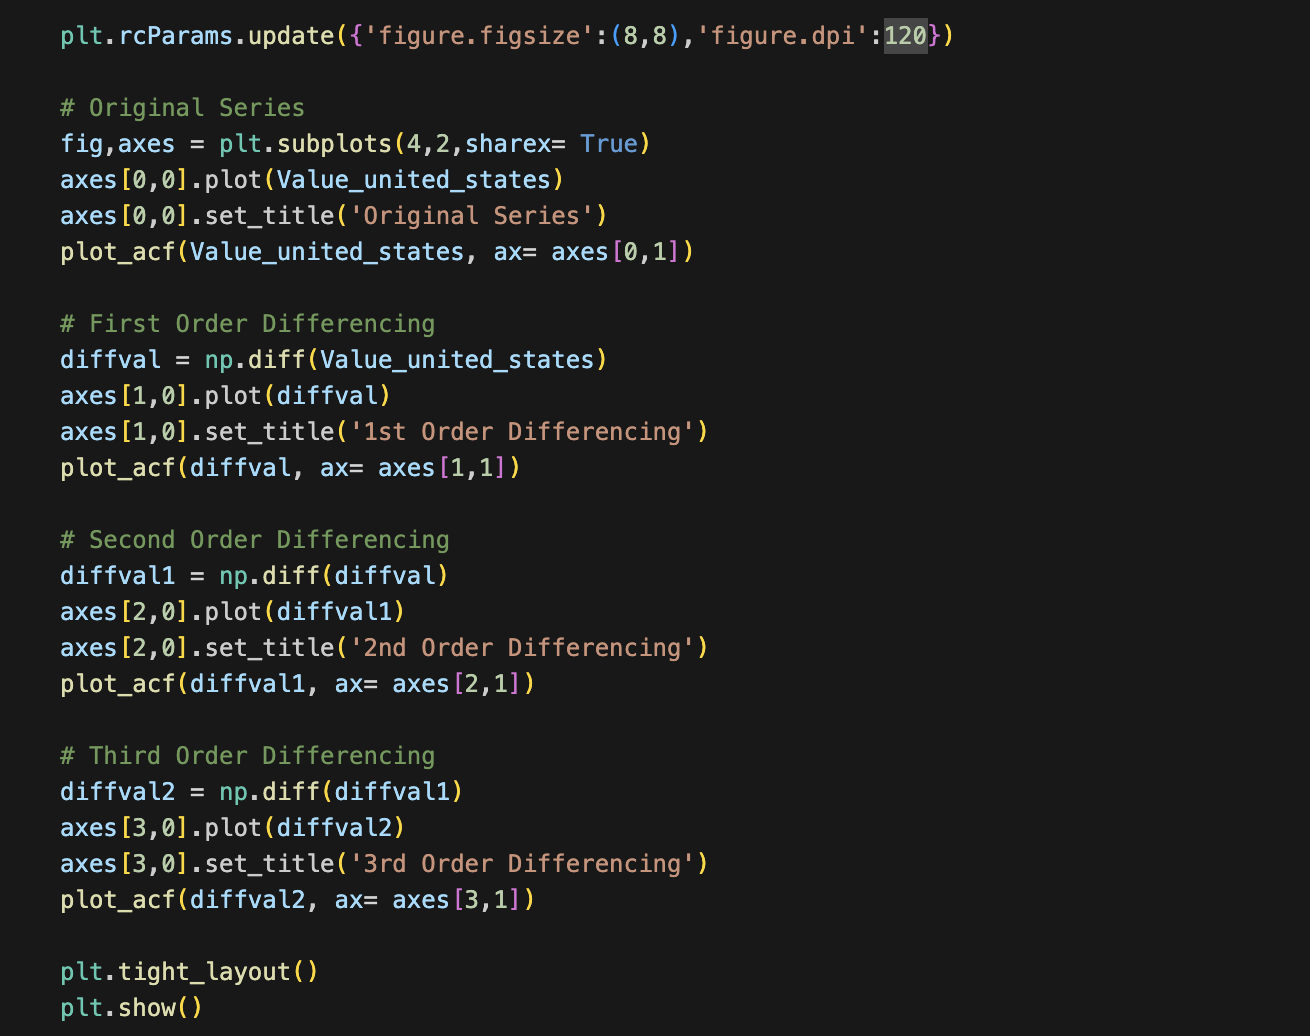 plt.rcParams.update({'figure.figsize':(8,8),'figure.dpi':120})
# Original Series
fig,axes = plt.subplots(4,2,sharex= True)
axes[0,0].plot(Value_united_states)
axes[0,0].set_title('Original Series')
plot_acf(Value_united_states, ax= axes[0,1])
# First Order Differencing
diffval = np.diff(Value_united_states)
axes[1,0].plot(diffval)
axes[1,0].set_title('1st Order Differencing')
plot_acf(diffval, ax= axes[1,1])
# Second Order Differencing
diffval1 = np.diff(diffval)
axes[2,0].plot(diffval1)
axes[2,0].set_title('2nd Order Differencing')
plot_acf(diffval1, ax= axes[2,1])
# Third Order Differencing
diffval2 = np.diff(diffval1)
axes[3,0].plot(diffval2)
axes[3,0].set_title('3rd Order Differencing')
plot_acf(diffval2, ax= axes[3,1])
plt.tight_layout()
plt.show()